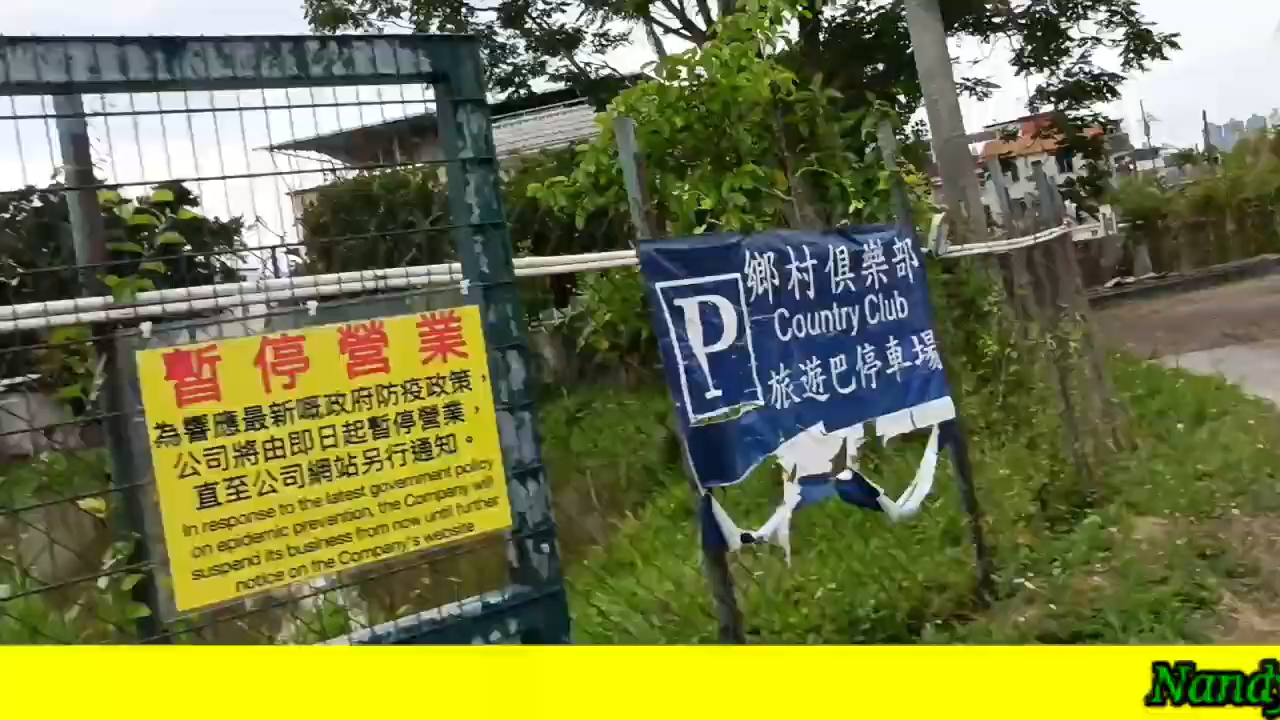 暫停營業
為響應最新嘅政府防疫政策，
公司將由即日起暫停營業，
直至公司網站另行通知。
In response to the latest government policy
on epidemic prevention, the Company will
suspend its business from now until further
notice on the Company's website
P
鄉村俱樂部
Country Club
旅遊巴停車場
Nandy